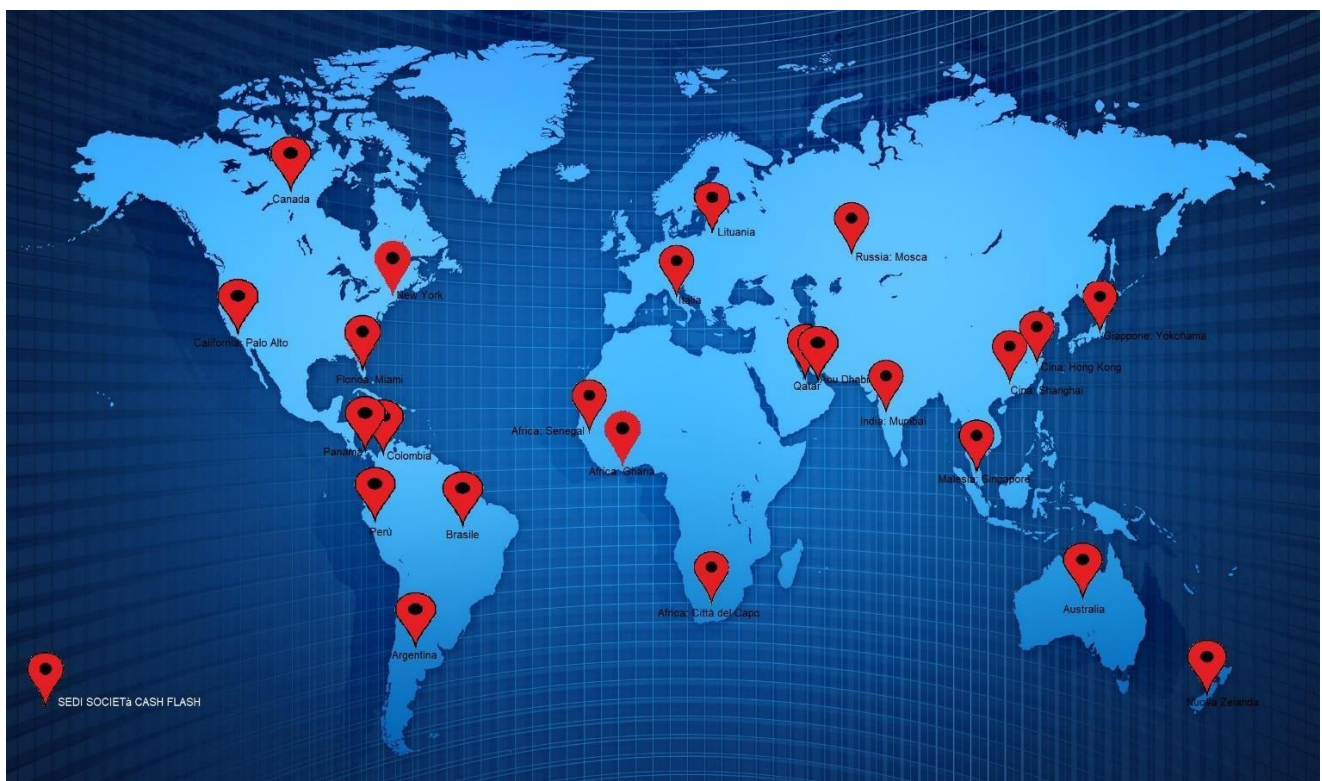 Canada
Lituania
Russia: Mosca
New York
Italia
California: Palo Alto
Giappone: Yokohama
Florida: Miami
Cina: Hong Kong
Qatar
Abu Dhabi
Cina: Shanghai
India: Mumbai
Africa: Senegal
Panama
Colombia
Africa: Ghana
Malesia: Singapore
Perù
Brasile
Africa: Città del Capo
Australia
Argentina
SEDI SOCIETà CASH FLASH
Nuova Zelanda